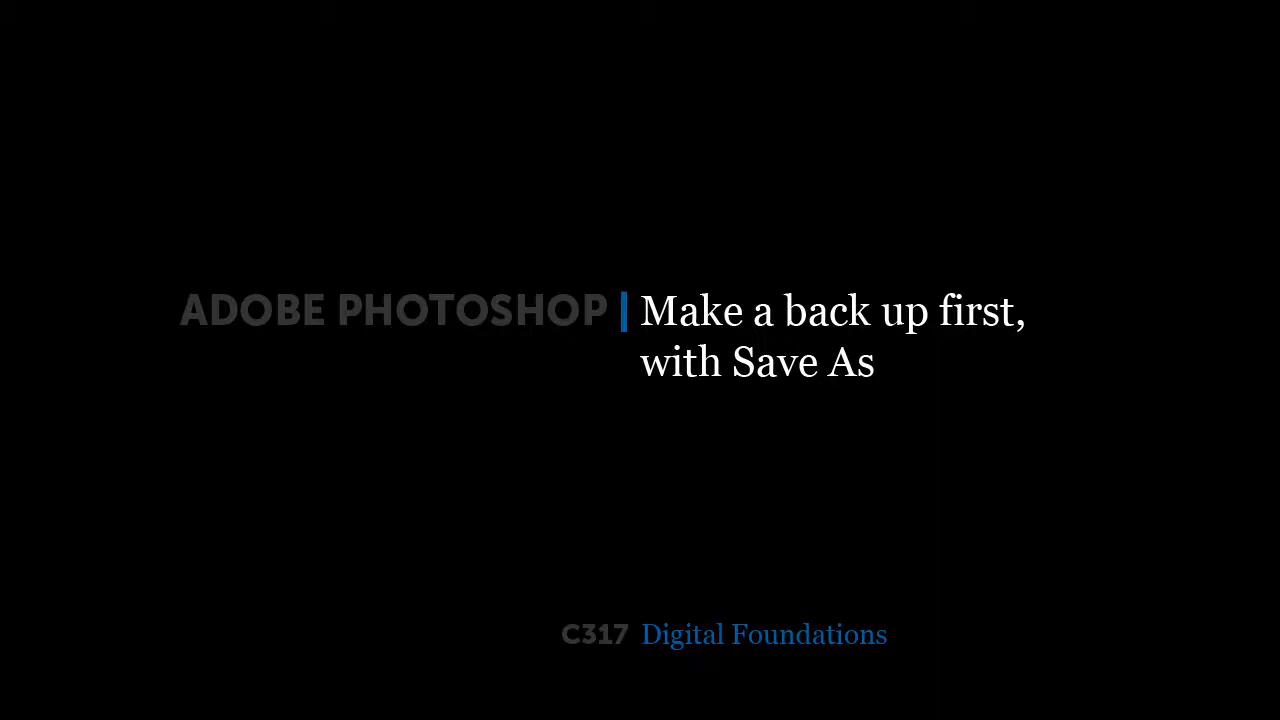 ADOBE PHOTOSHOP | Make a back up first,
with Save As
C317 Digital Foundations